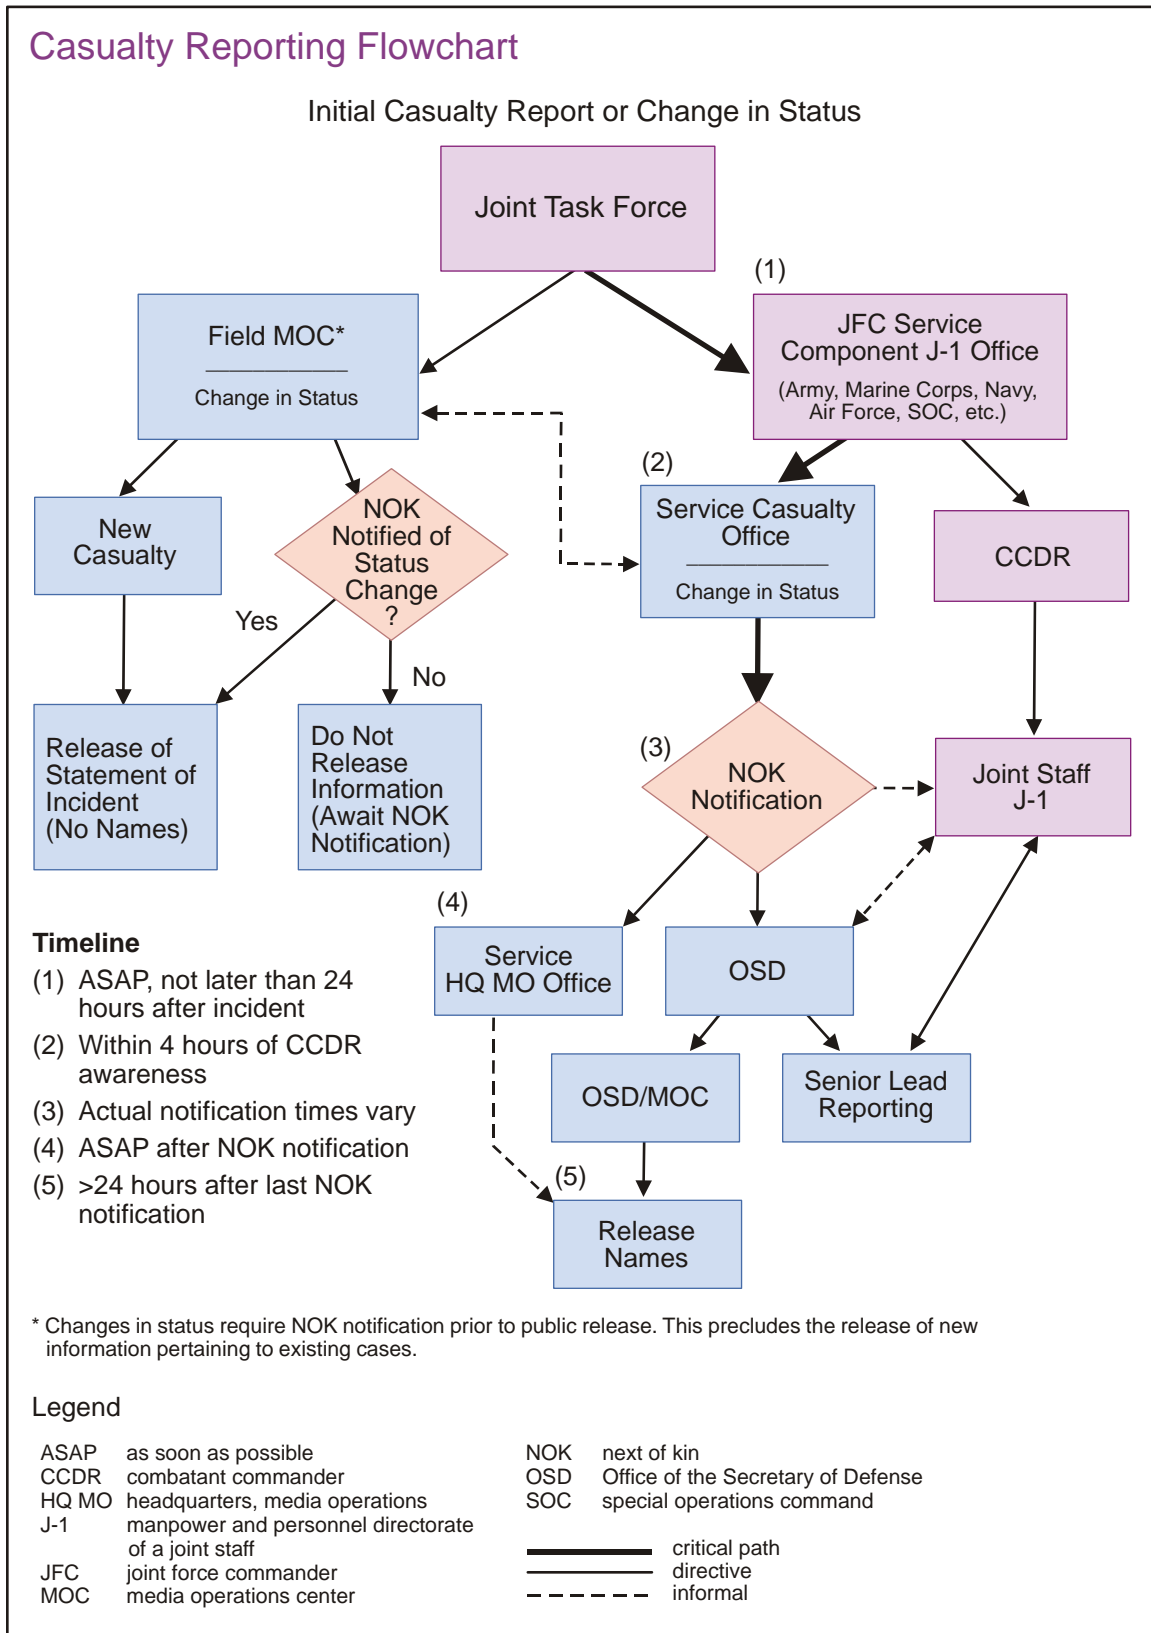 Casualty Reporting Flowchart
Initial Casualty Report or Change in Status
Joint Task Force
(1)
Field MOC*
Change in Status
JFC Service
Component J-1 Office
(Army, Marine Corps, Navy,
Air Force, SOC, etc.)
(2)
New
Casualty
NOK
Notified of
Status
Change
?
Service Casualty
Office
Change in Status
CCDR
Yes
No
Release of
Statement of
Incident
(No Names)
Do Not
Release
Information
(Await NOK
Notification)
(3)
NOK
Notification
Joint Staff
J-1
(4)
Service
HQ MO Office
OSD
OSD/MOC
Senior Lead
Reporting
(5)
Release
Names
Timeline
(1) ASAP, not later than 24
hours after incident
(2) Within 4 hours of CCDR
awareness
(3) Actual notification times vary
(4) ASAP after NOK notification
(5) >24 hours after last NOK
notification
* Changes in status require NOK notification prior to public release. This precludes the release of new
information pertaining to existing cases.
Legend
ASAP as soon as possible
CCDR combatant commander
HQ MO headquarters, media operations
J-1 manpower and personnel directorate
of a joint staff
JFC joint force commander
MOC media operations center
NOK next of kin
OSD Office of the Secretary of Defense
SOC special operations command
critical path
directive
informal